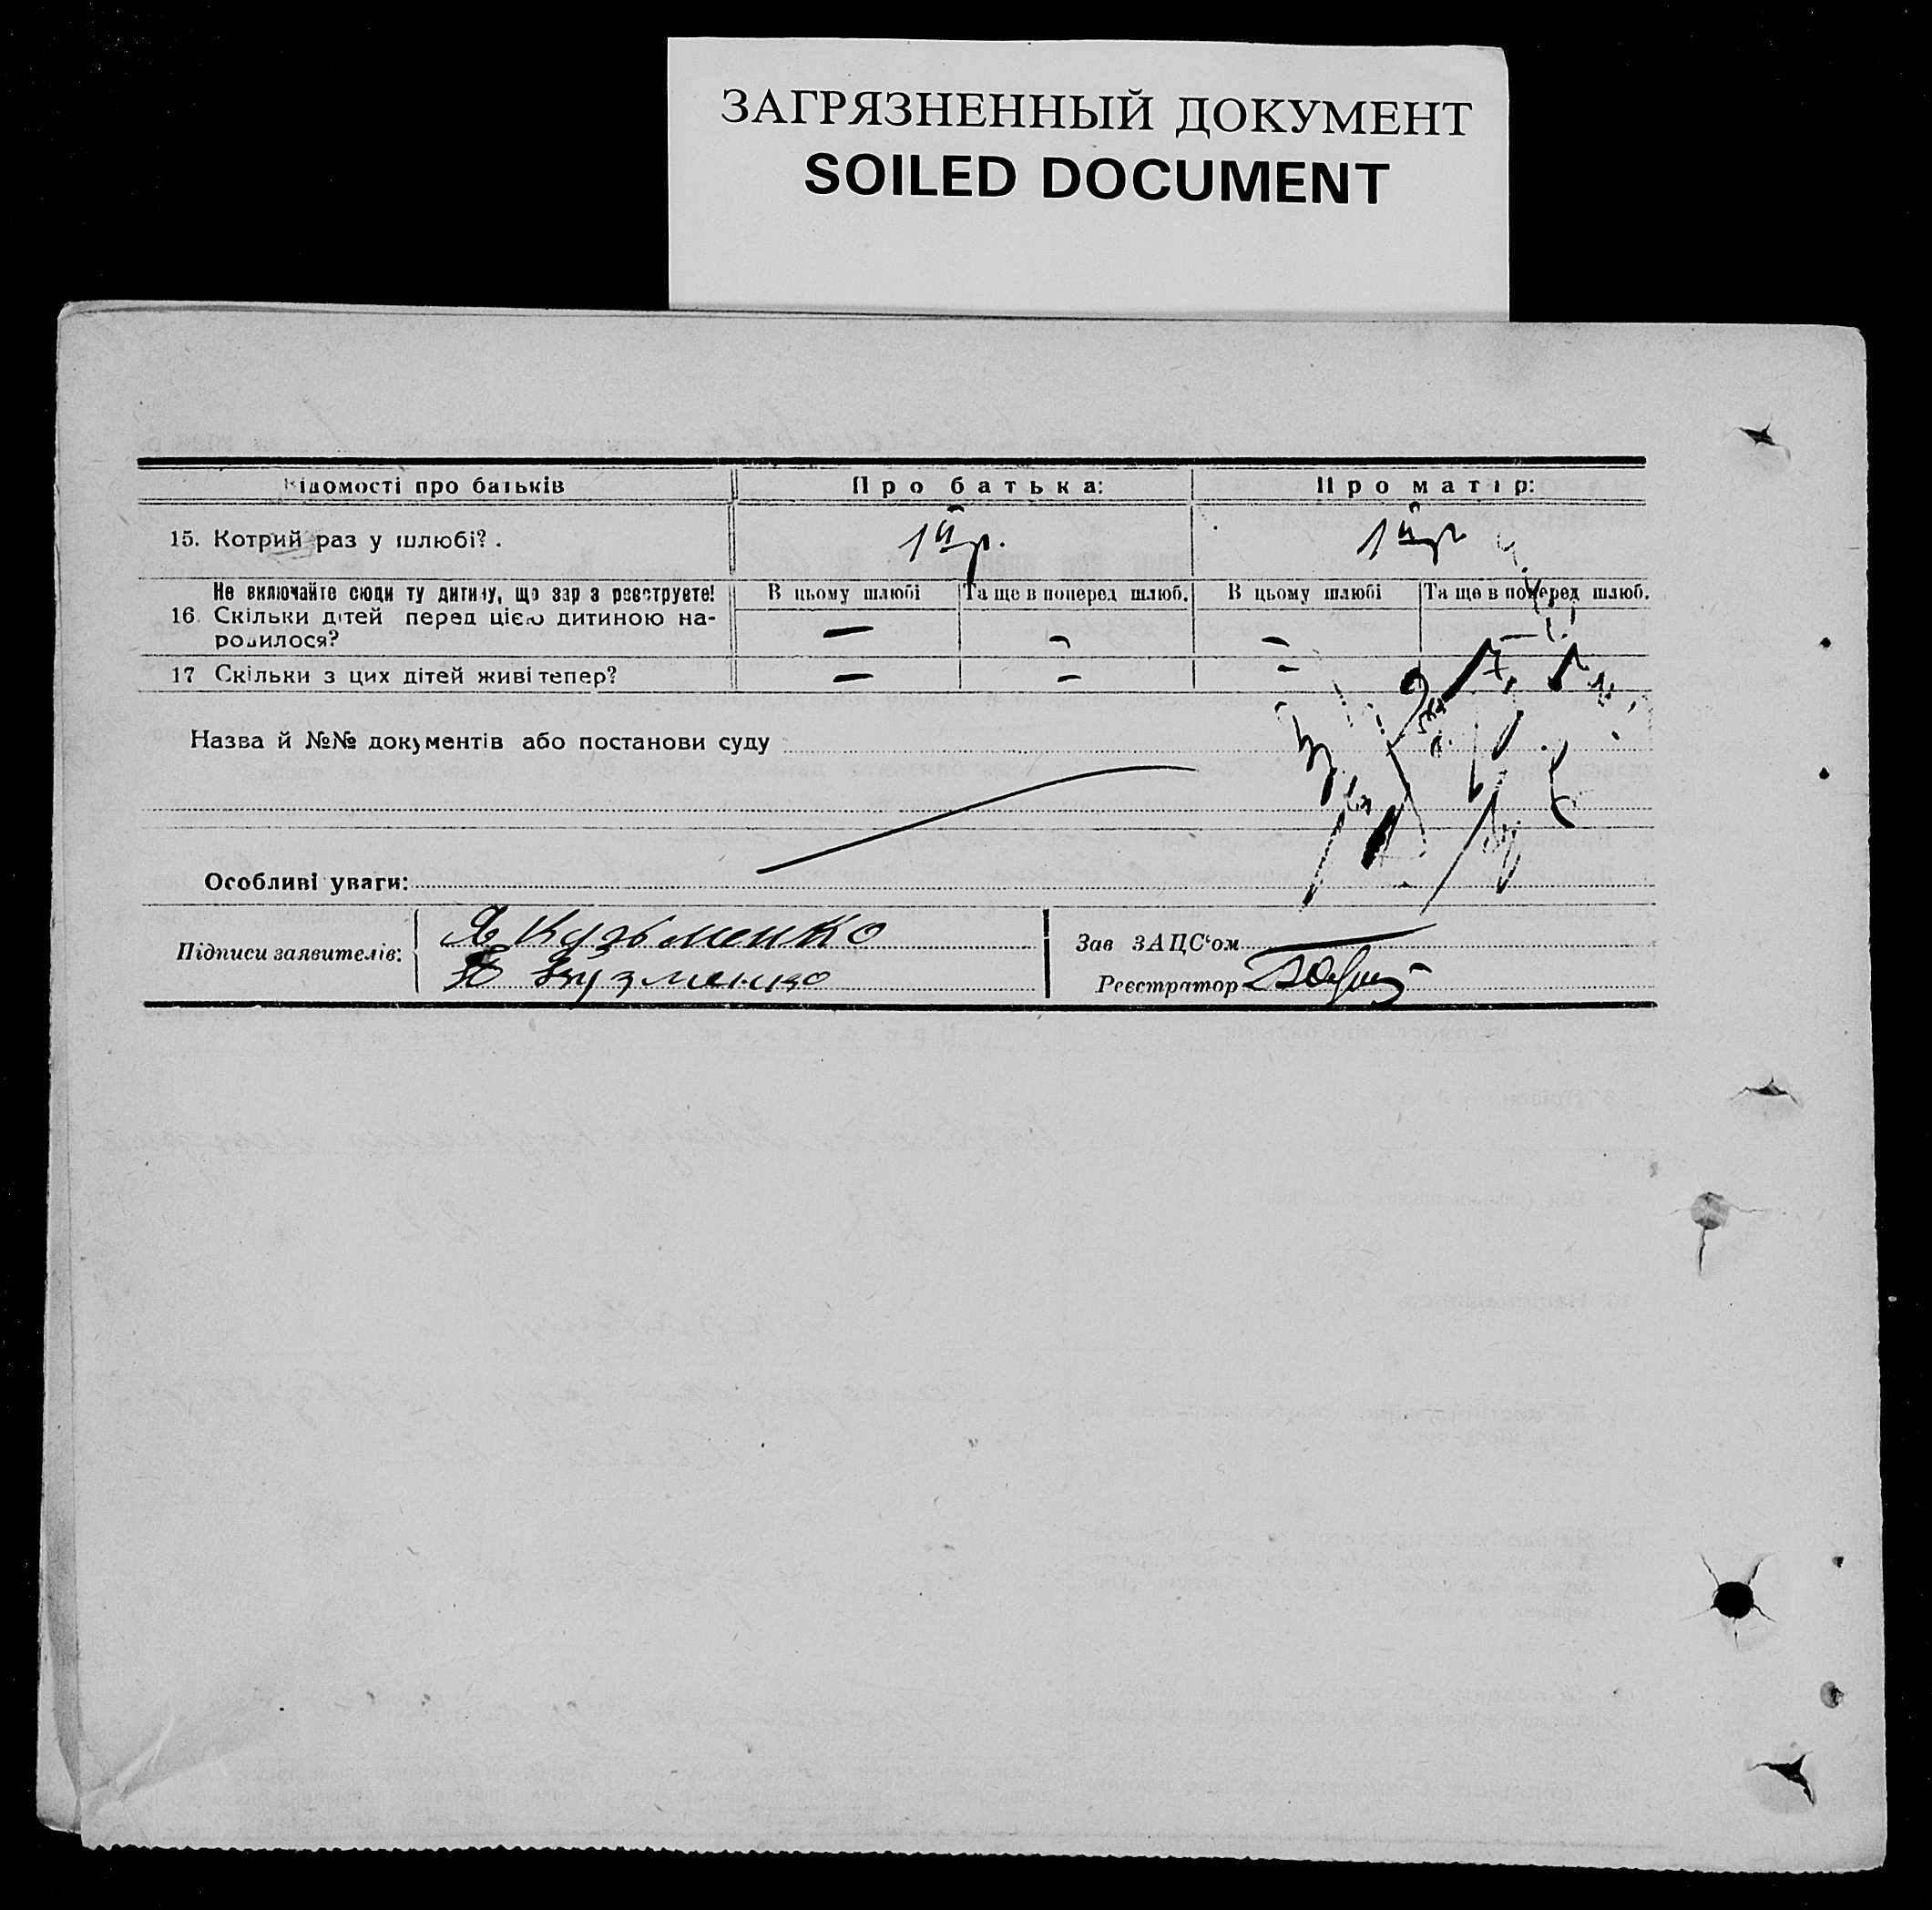 ЗАГРЯЗНЕННЫЙ ДОКУМЕНТ
SOILED DOCUMENT
Відомості про батьків Про батька: Про матір:
15. Котрий раз у шлюбі? . 1й р. 1й р
Не включайте сюди ту дитину, що зараз реєструєте! В цьому шлюбі Та ще в поперед шлюб. В цьому шлюбі Та ще в поперед шлюб.
16. Скільки дітей перед цією дитиною на- — — —
родилося?
17 Скільки з цих дітей живі тепер? — — —
Назва й №№ документів або постанови суду
Особливі уваги:
Підписи заявителів: Я Кузьменко Зав ЗАЦС'ом
Кузменко Реєстратор